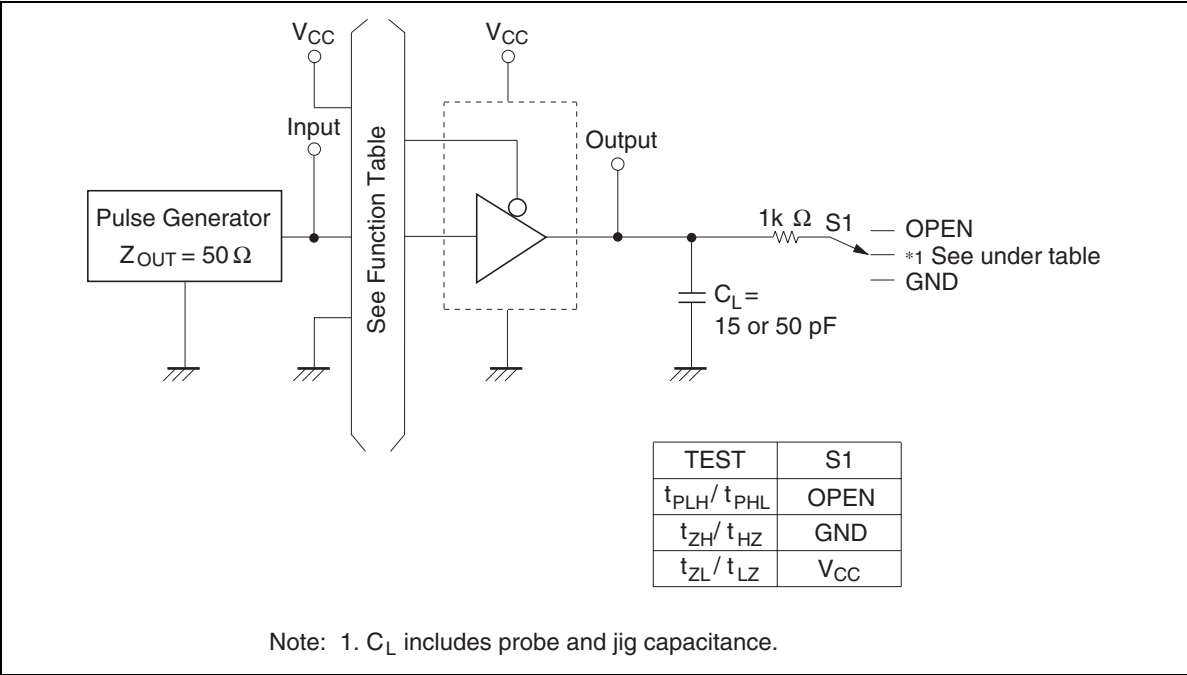 VCC
VCC
Input
Output
See Function Table
Pulse Generator
ZOUT = 50 Ω
1k Ω
S1
OPEN
*1 See under table
GND
CL =
15 or 50 pF
TEST S1
tPLH / tPHL OPEN
tZH / tHZ GND
tZL / tLZ VCC
Note: 1. CL includes probe and jig capacitance.